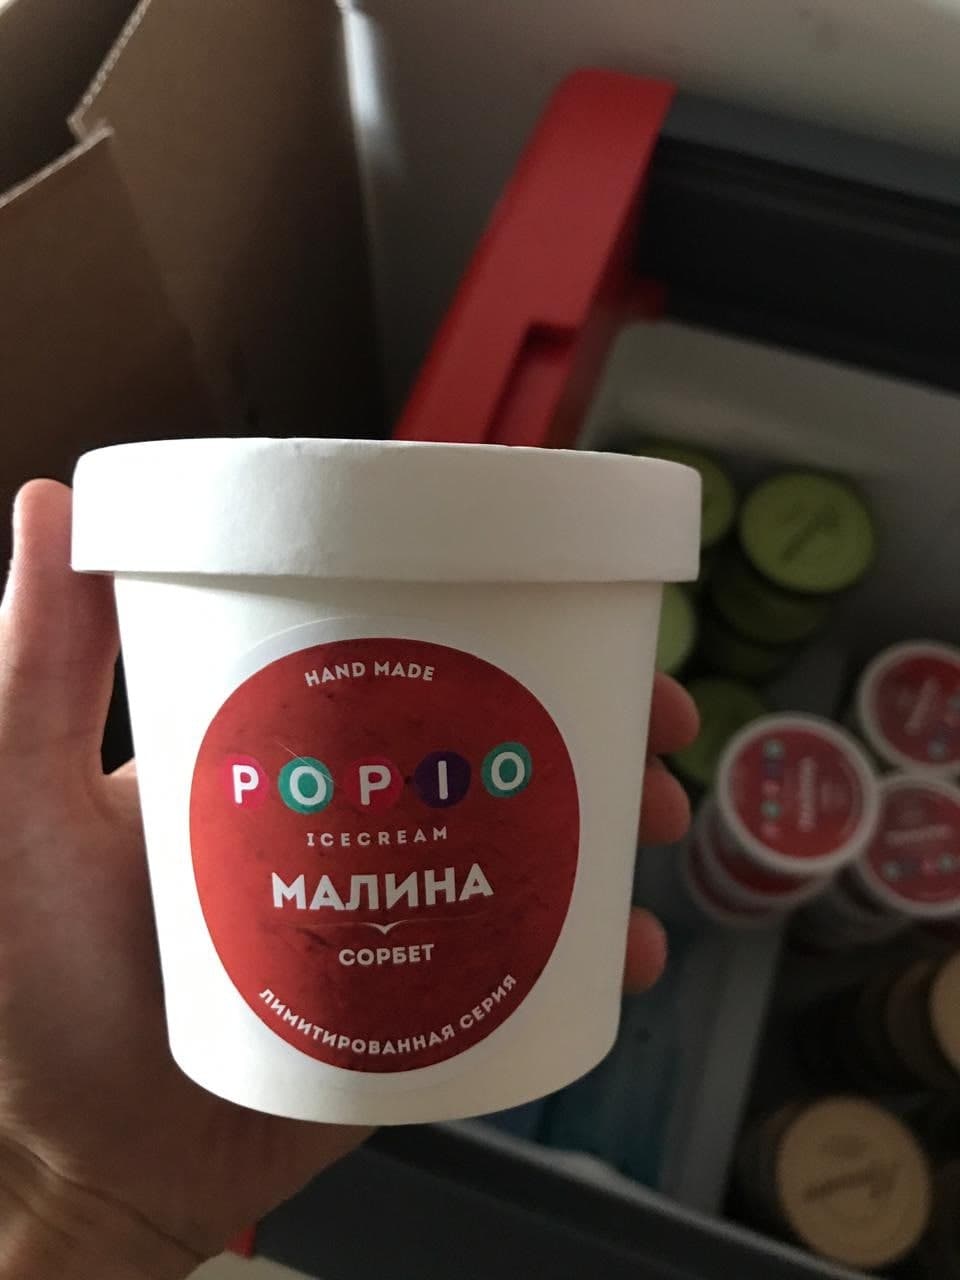 HAND MADE
POPIO
ICECREAM
МАЛИНА
СОРБЕТ
ЛИМИТИРОВАННАЯ СЕРИЯ